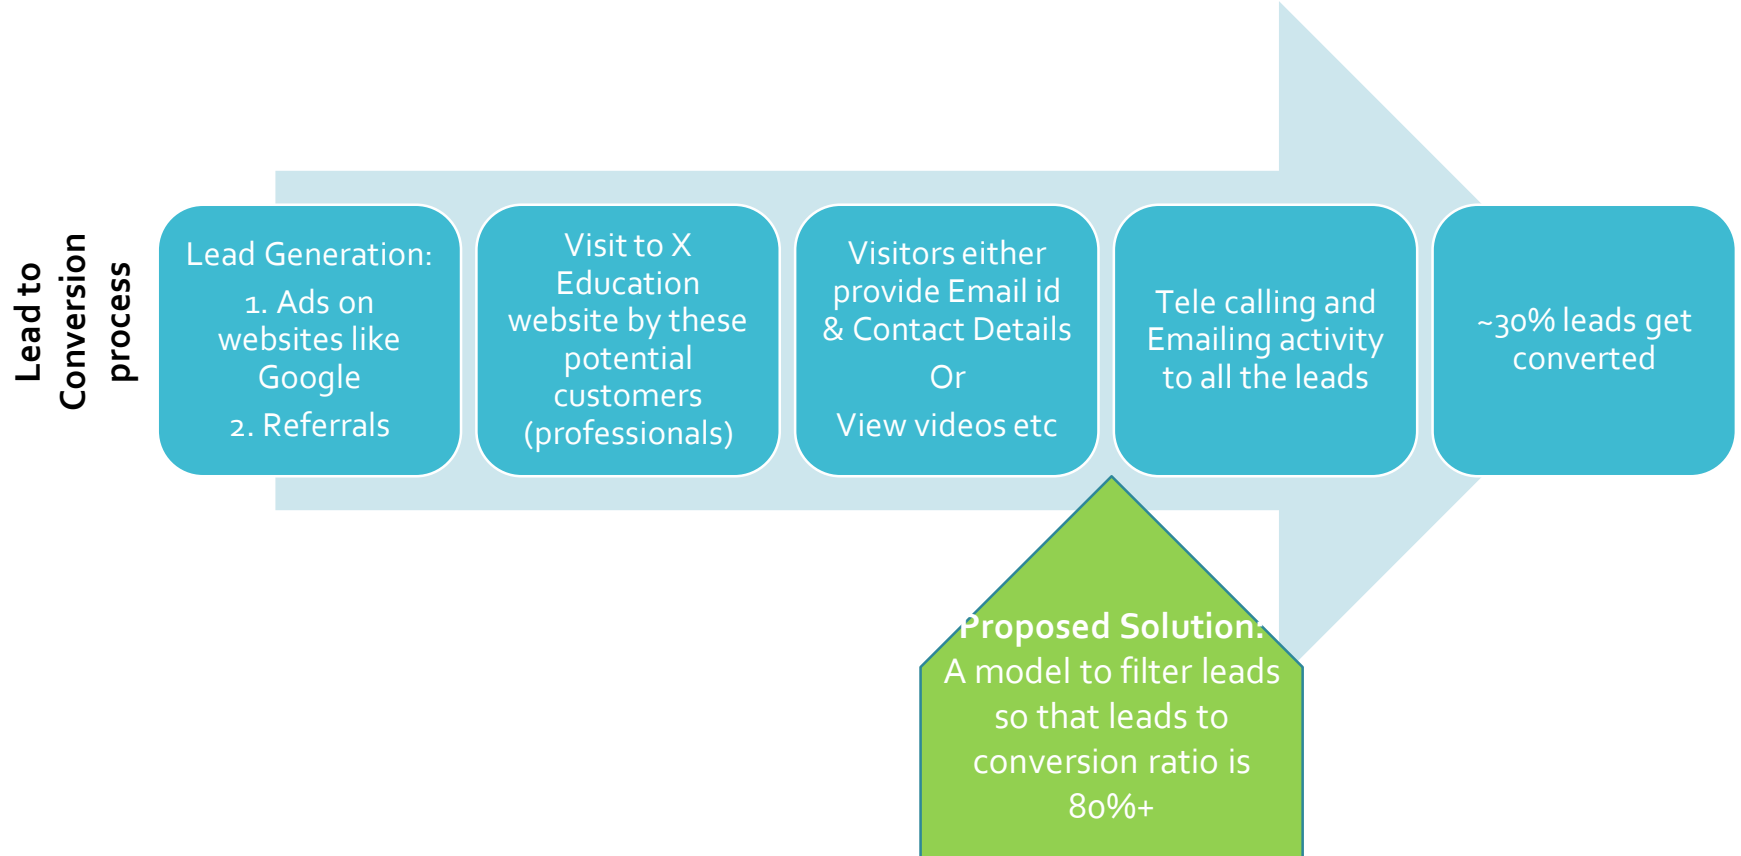 Lead to
Conversion
process
Lead Generation:
1. Ads on
websites like
Google
2. Referrals
Visit to X
Education
website by these
potential
customers
(professionals)
Visitors either
provide Email id
& Contact Details
Or
View videos etc
Tele calling and
Emailing activity
to all the leads
~30% leads get
converted
Proposed Solution:
A model to filter leads
so that leads to
conversion ratio is
80%+